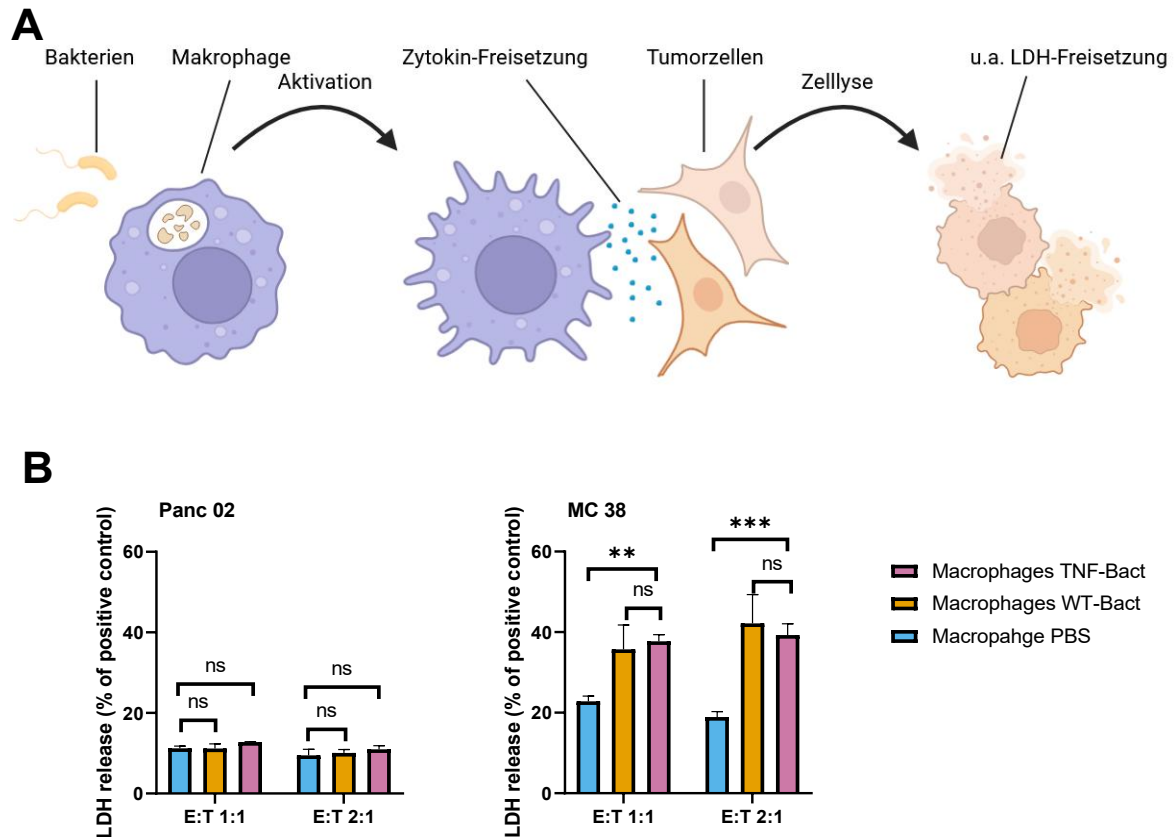 A
Bakterien
Makrophage
Aktivation
Zytokin-Freisetzung
Tumorzellen
Zelllyse
u.a. LDH-Freisetzung
B
Panc 02
LDH release (% of positive control)
60
40
20
0
ns
ns
ns
ns
E:T 1:1
E:T 2:1
MC 38
LDH release (% of positive control)
60
40
20
0
**
ns
***
ns
E:T 1:1
E:T 2:1
Macrophages TNF-Bact
Macrophages WT-Bact
Macropahge PBS